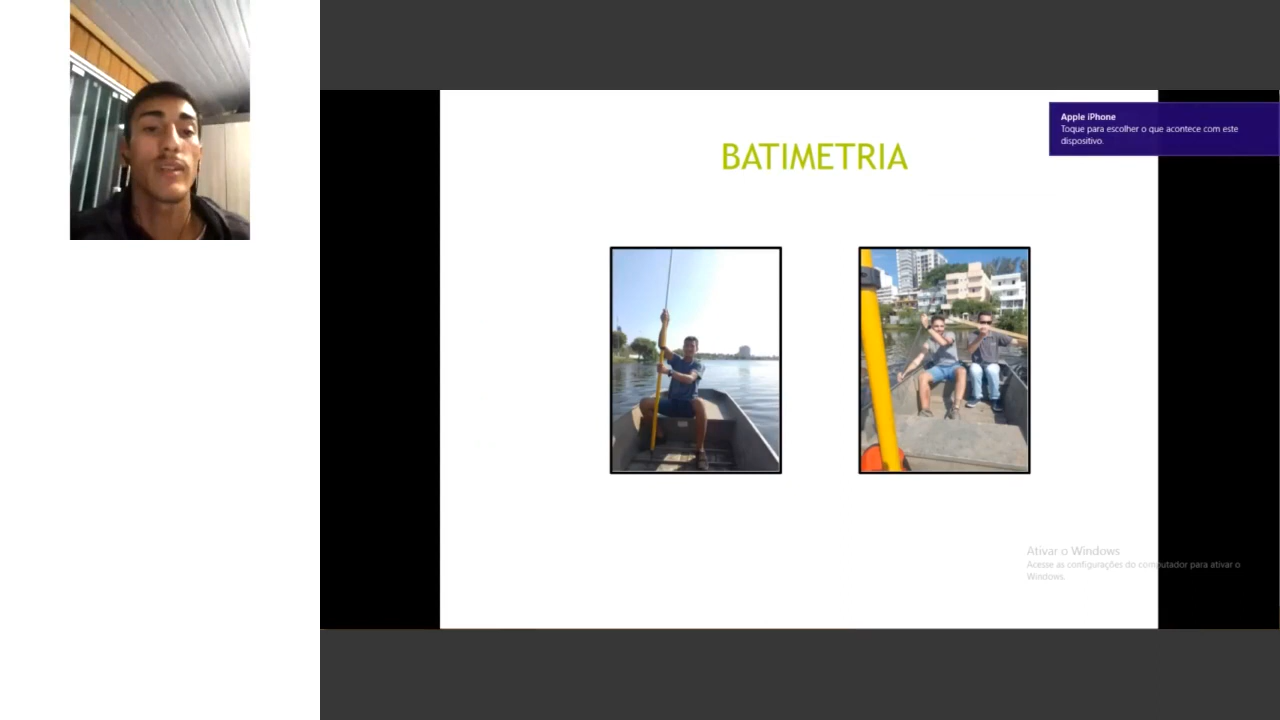 BATIMETRIA
Apple iPhone
Toque para escolher o que acontece com este
dispositivo.
Ativar o Windows
Acesse as configurações do computador para ativar o
Windows.